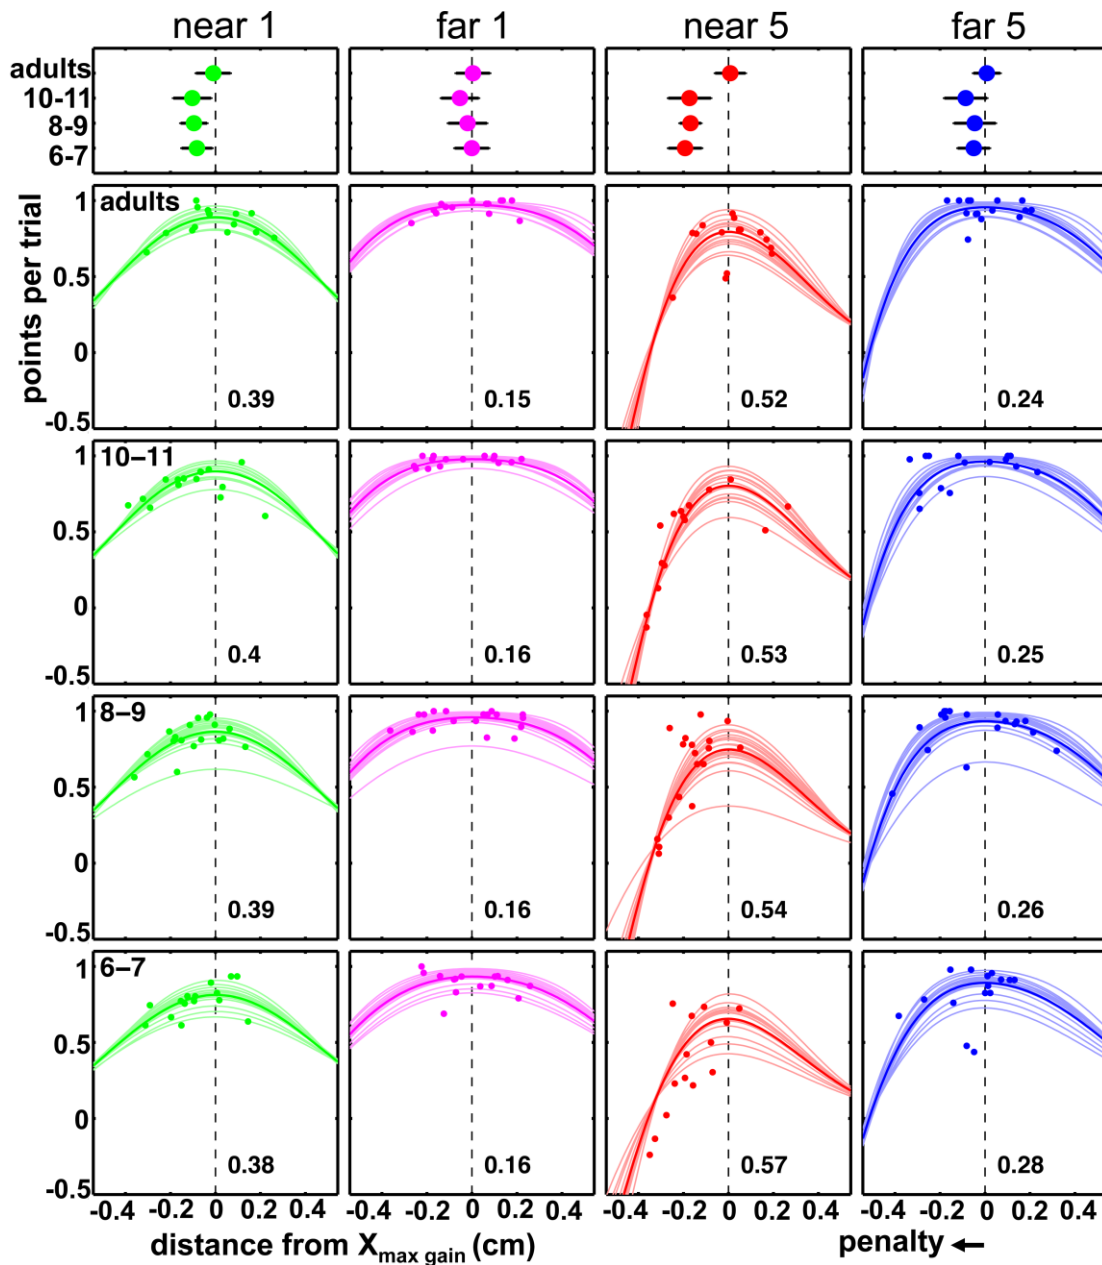 near 1 far 1 near 5 far 5
adults
10-11
8-9
6-7
adults
1
0.5
0
-0.5
points per trial
0.39 0.15 0.52 0.24
10–11
1
0.5
0
-0.5
0.4 0.16 0.53 0.25
8–9
1
0.5
0
-0.5
0.39 0.16 0.54 0.26
6–7
1
0.5
0
-0.5
0.38 0.16 0.57 0.28
-0.4 -0.2 0 0.2 0.4 -0.4 -0.2 0 0.2 0.4 -0.4 -0.2 0 0.2 0.4 -0.4 -0.2 0 0.2 0.4
distance from Xmax gain (cm) penalty ←